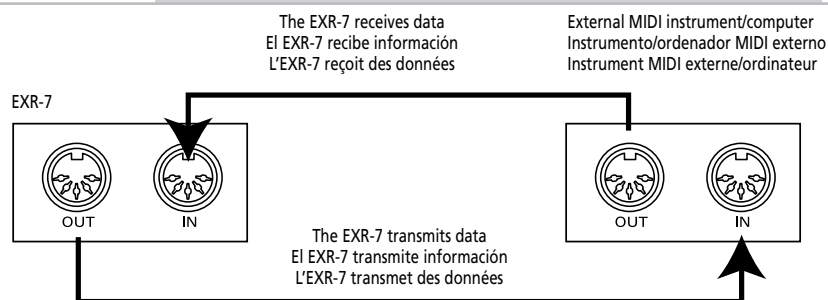 The EXR-7 receives data
El EXR-7 recibe información
L'EXR-7 reçoit des données
External MIDI instrument/computer
Instrumento/ordenador MIDI externo
Instrument MIDI externe/ordinateur
EXR-7
OUT
IN
OUT
IN
The EXR-7 transmits data
El EXR-7 transmite información
L'EXR-7 transmet des données